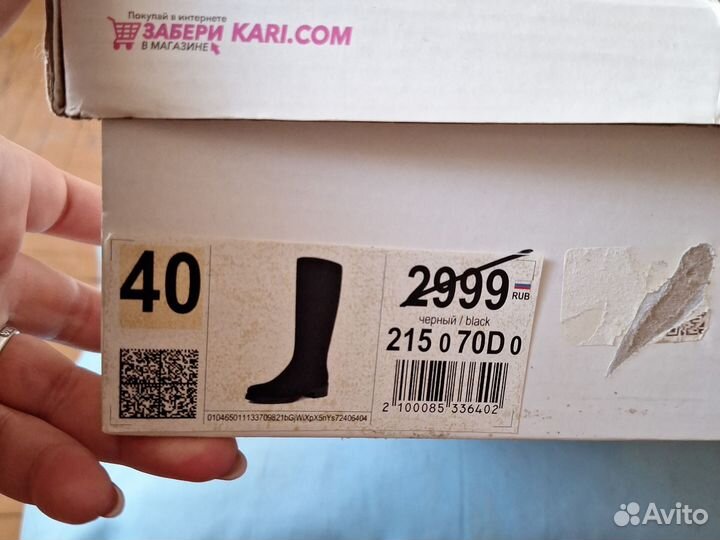 Покупай в интернете
ЗАБЕРИ KARI.COM
В МАГАЗИНЕ
40
2999
RUB
черный / black
215 0 70D 0
2 100085 336402
Avito